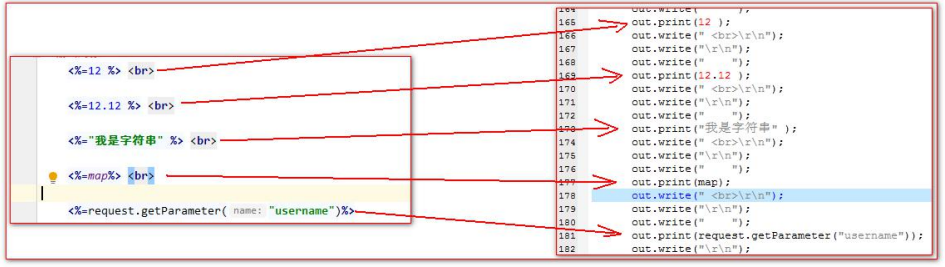 <%=12 %> <br>
<%=12.12 %> <br>
<%="我是字符串" %> <br>
<%=map%> <br>
<%=request.getParameter( name: "username")%>
165 out.print(12 );
166 out.write(" <br>\r\n");
167 out.write("\r\n");
168 out.write("    ");
169 out.print(12.12 );
170 out.write(" <br>\r\n");
171 out.write("\r\n");
172 out.write("    ");
173 out.print("我是字符串" );
174 out.write(" <br>\r\n");
175 out.write("\r\n");
176 out.write("    ");
177 out.print(map);
178 out.write(" <br>\r\n");
179 out.write("\r\n");
180 out.write("    ");
181 out.print(request.getParameter("username"));
182 out.write("\r\n");